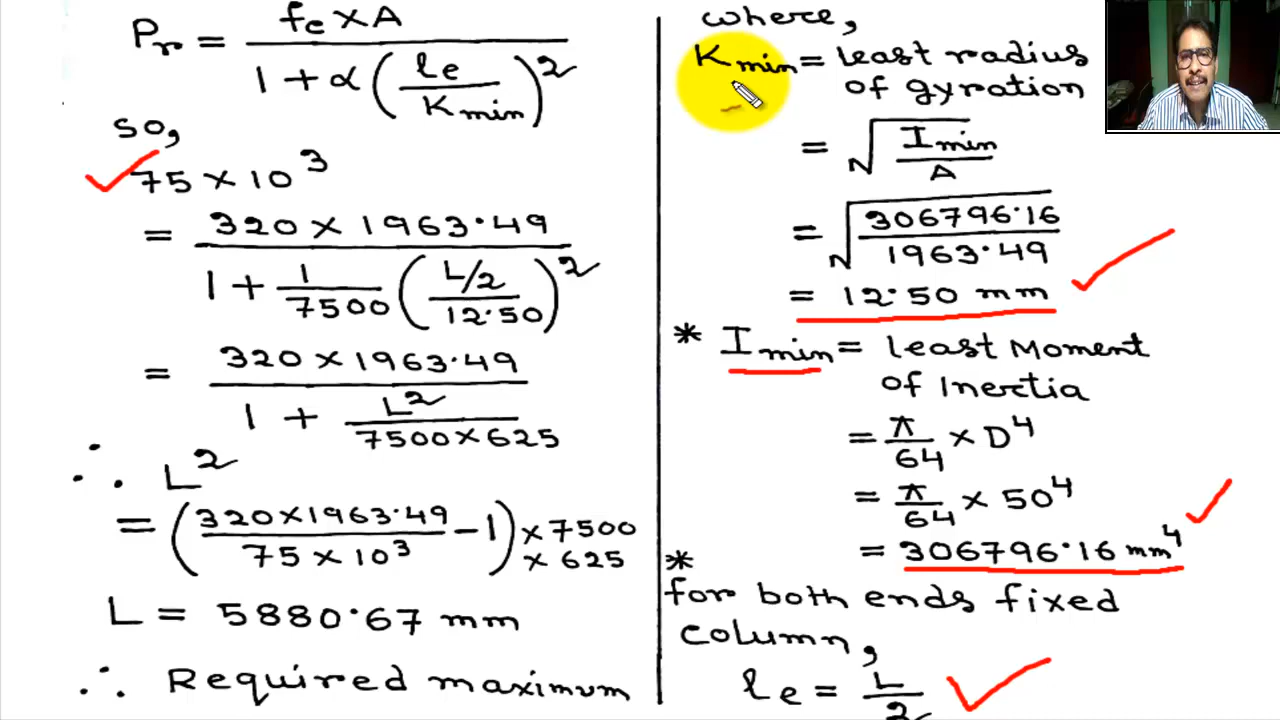 Pr = fc × A / 1 + α (le / Kmin)²
so,
75 × 10³
= 320 × 1963.49 / 1 + 1/7500 (L/2 / 12.50)²
= 320 × 1963.49 / 1 + L² / 7500 × 625
∴ L²
= (320 × 1963.49 / 75 × 10³ - 1) × 7500
× 625
L = 5880.67 mm
∴ Required maximum
where,
Kmin = least radius
of gyration
= √ Imin / A
= √ 306796.16 / 1963.49
= 12.50 mm
* Imin = least Moment
of Inertia
= π/64 × D⁴
= π/64 × 50⁴
= 306796.16 mm⁴
*
for both ends fixed
column,
le = L/2